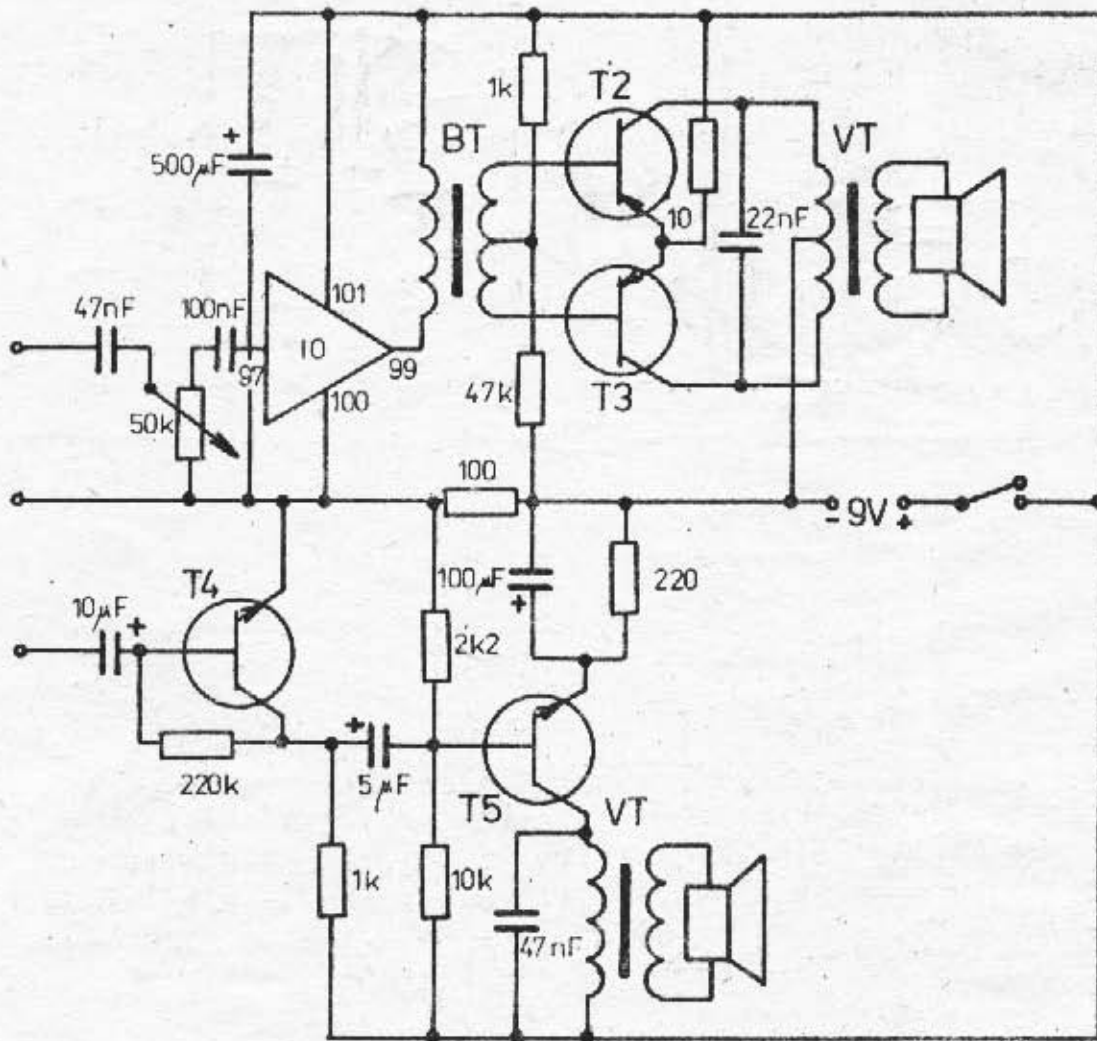 1k
T2
BT
VT
+
500μF
10
22nF
101
47nF
100nF
IO
97
99
100
50k
47k
T3
100
- 9V +
T4
100μF
+
220
10μF
+
2k2
+
220k
5μF
T5
VT
1k
10k
47nF